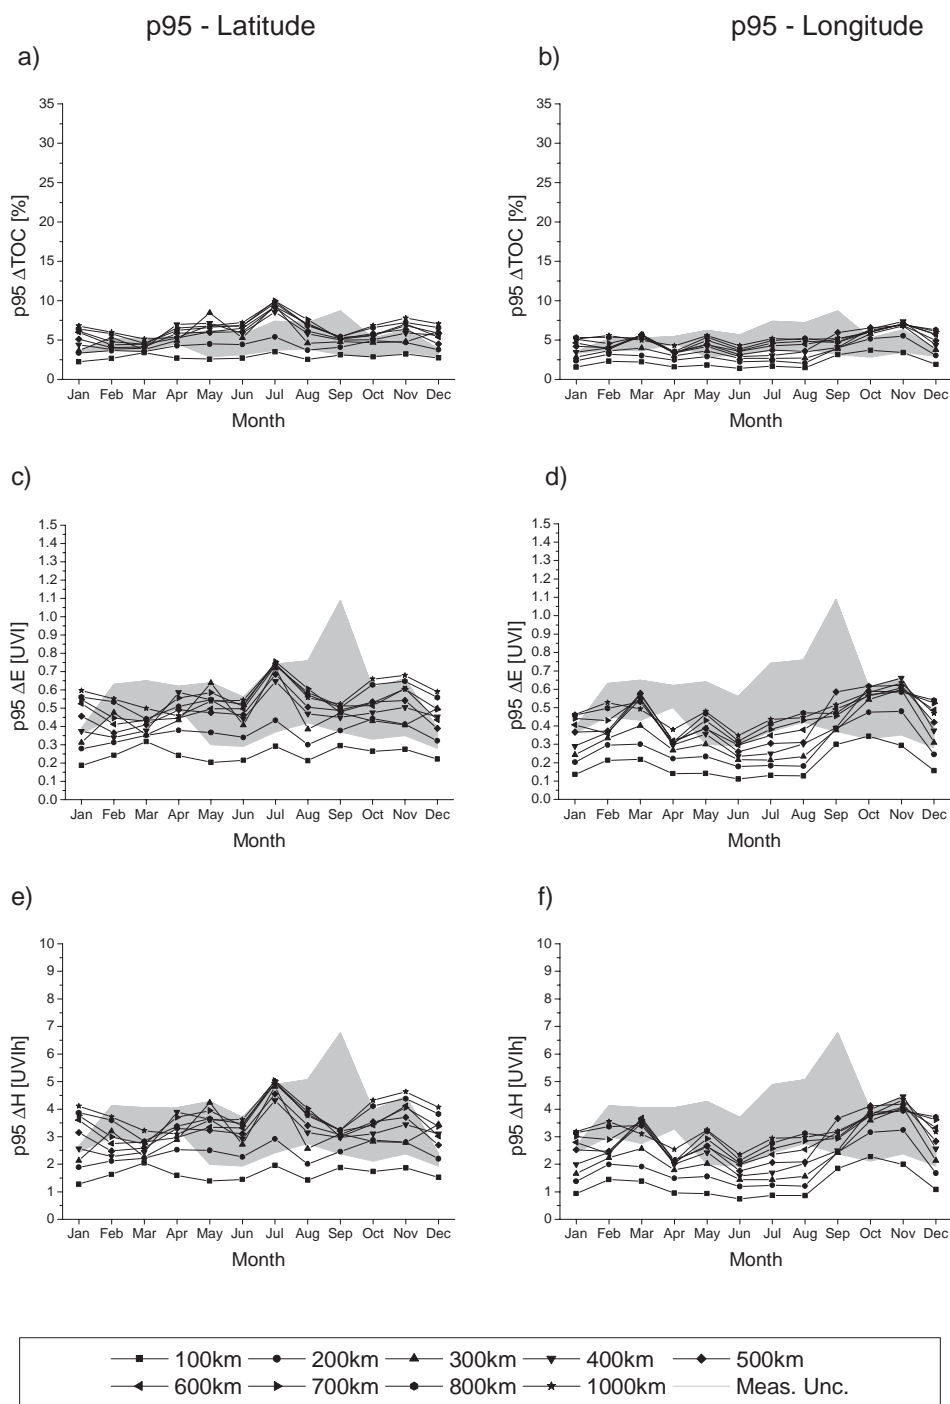 p95 - Latitude p95 - Longitude
a) b)
35 35
30 30
25 25
20 20
15 15
10 10
5 5
0 0
p95 ΔTOC [%] p95 ΔTOC [%]
Jan Feb Mar Apr May Jun Jul Aug Sep Oct Nov Dec Jan Feb Mar Apr May Jun Jul Aug Sep Oct Nov Dec
Month Month
c) d)
1.5 1.5
1.4 1.4
1.3 1.3
1.2 1.2
1.1 1.1
1.0 1.0
0.9 0.9
0.8 0.8
0.7 0.7
0.6 0.6
0.5 0.5
0.4 0.4
0.3 0.3
0.2 0.2
0.1 0.1
0.0 0.0
p95 ΔE [UVI] p95 ΔE [UVI]
Jan Feb Mar Apr May Jun Jul Aug Sep Oct Nov Dec Jan Feb Mar Apr May Jun Jul Aug Sep Oct Nov Dec
Month Month
e) f)
10 10
9 9
8 8
7 7
6 6
5 5
4 4
3 3
2 2
1 1
0 0
p95 ΔH [UVIh] p95 ΔH [UVIh]
Jan Feb Mar Apr May Jun Jul Aug Sep Oct Nov Dec Jan Feb Mar Apr May Jun Jul Aug Sep Oct Nov Dec
Month Month
100km 200km 300km 400km 500km
600km 700km 800km 1000km Meas. Unc.